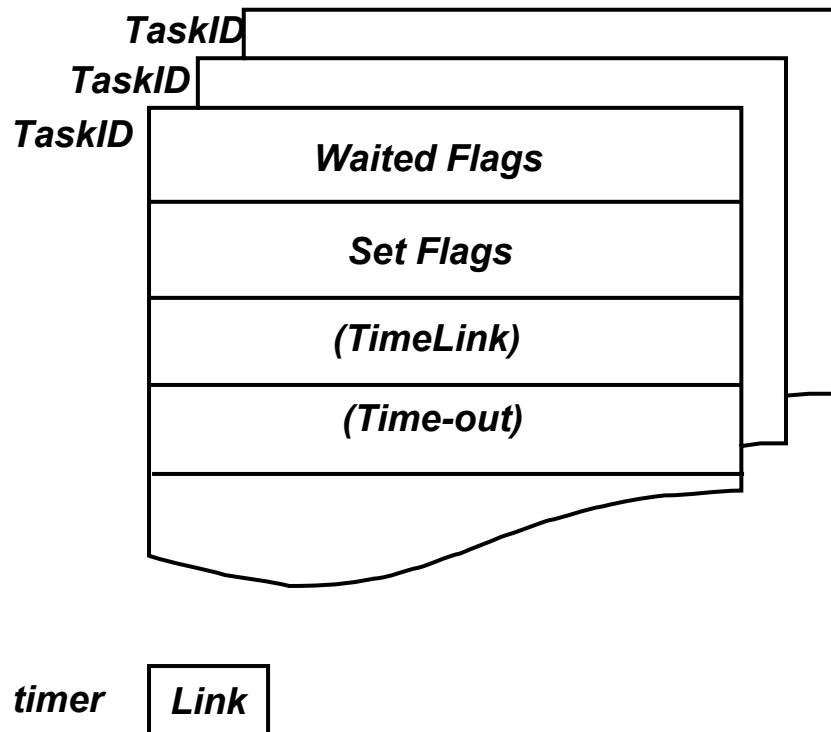 TaskID
TaskID
TaskID
Waited Flags
Set Flags
(TimeLink)
(Time-out)
timer Link